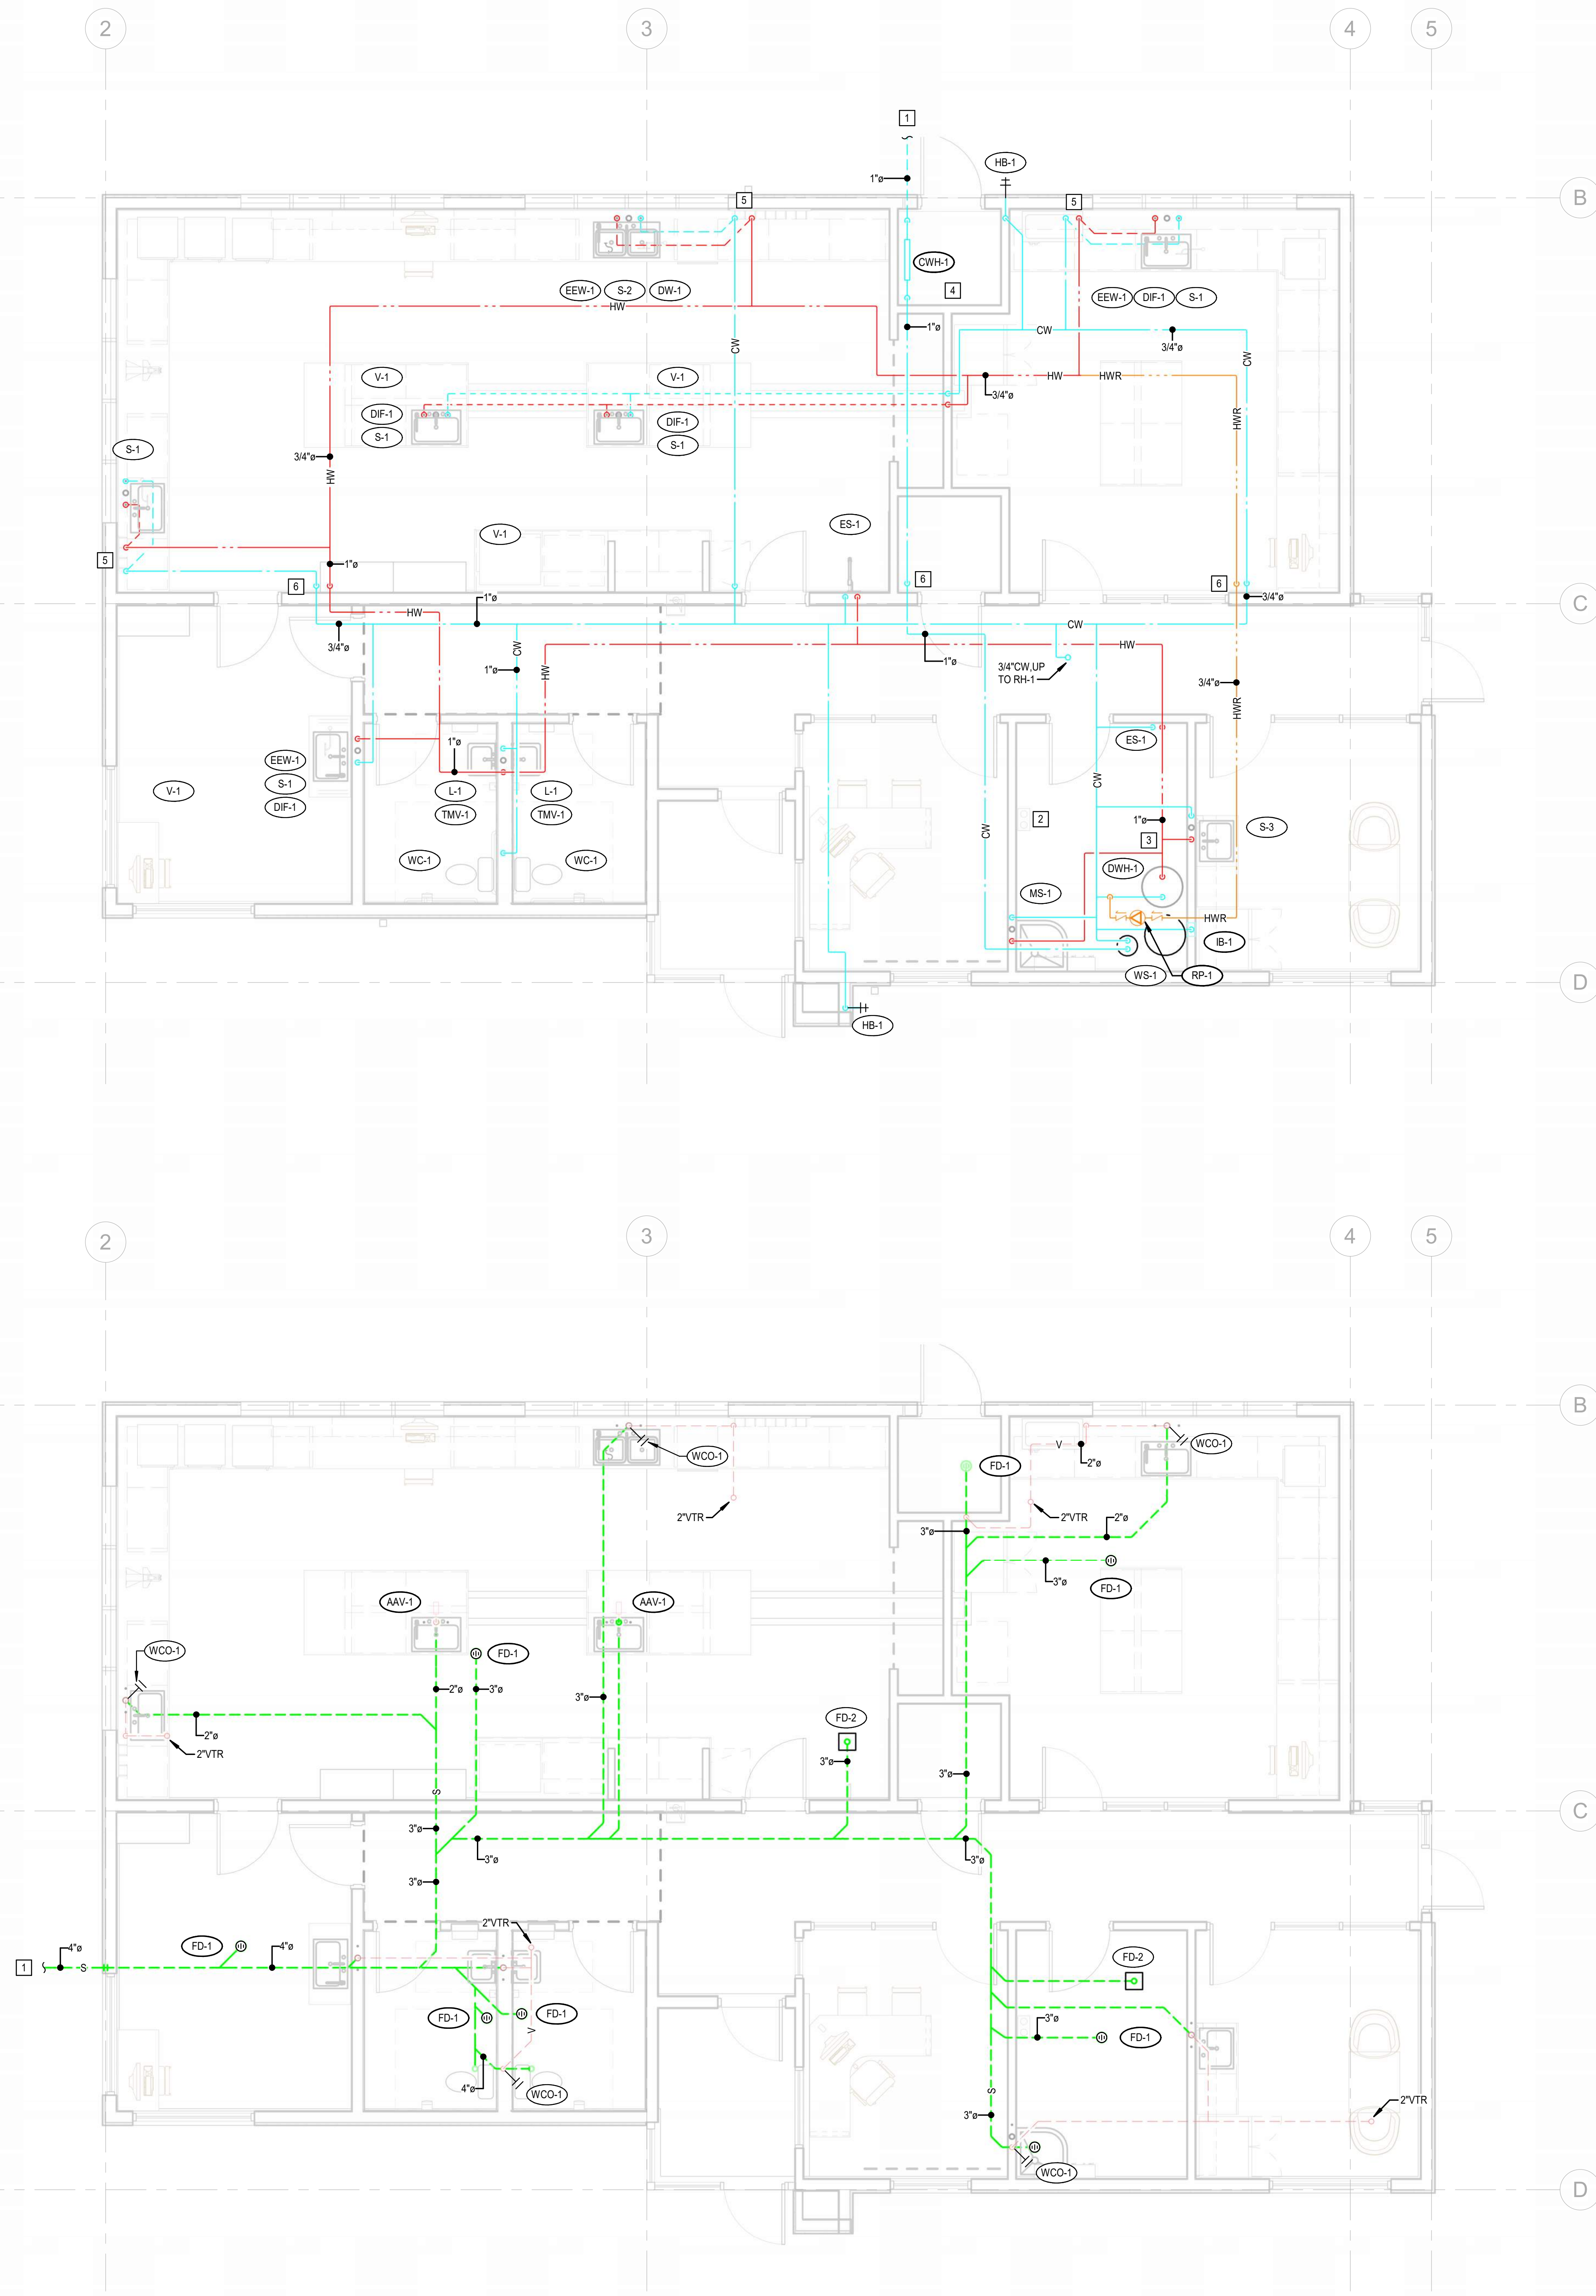 2
3
4
5
1
HB-1
1"ø
B
5
5
CWH-1
4
EEW-1
S-2
DW-1
EEW-1
DIF-1
S-1
HW
1"ø
CW
3/4"ø
CW
CW
V-1
V-1
HW
HWR
3/4"ø
DIF-1
S-1
DIF-1
S-1
HWR
S-1
3/4"ø
HW
V-1
ES-1
5
1"ø
6
6
6
1"ø
3/4"ø
C
HW
CW
3/4"ø
CW
HW
1"ø
HW
1"ø
3/4"CW,UP
TO RH-1
3/4"ø
HWR
1"ø
ES-1
EEW-1
S-1
DIF-1
V-1
L-1
TMV-1
L-1
TMV-1
CW
CW
2
1"ø
3
S-3
WC-1
WC-1
DWH-1
MS-1
HWR
IB-1
WS-1
RP-1
D
HB-1
2
3
4
5
B
WCO-1
FD-1
V
2"ø
WCO-1
2"VTR
2"VTR
2"ø
3"ø
3"ø
FD-1
AAV-1
AAV-1
WCO-1
FD-1
2"ø
3"ø
3"ø
2"ø
2"VTR
FD-2
3"ø
3"ø
S
C
3"ø
3"ø
3"ø
3"ø
2"VTR
4"ø
FD-1
4"ø
1
S
FD-2
FD-1
FD-1
V
3"ø
FD-1
4"ø
WCO-1
S
3"ø
2"VTR
WCO-1
D